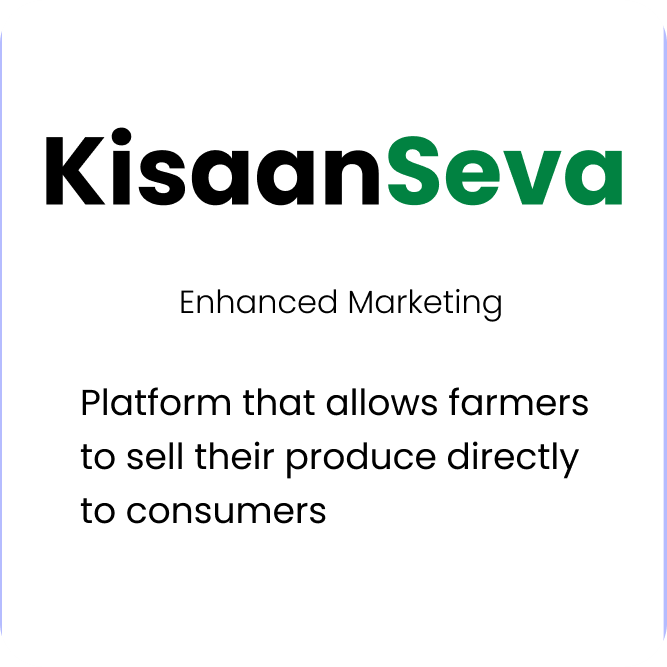 KisaanSeva
Enhanced Marketing
Platform that allows farmers
to sell their produce directly
to consumers